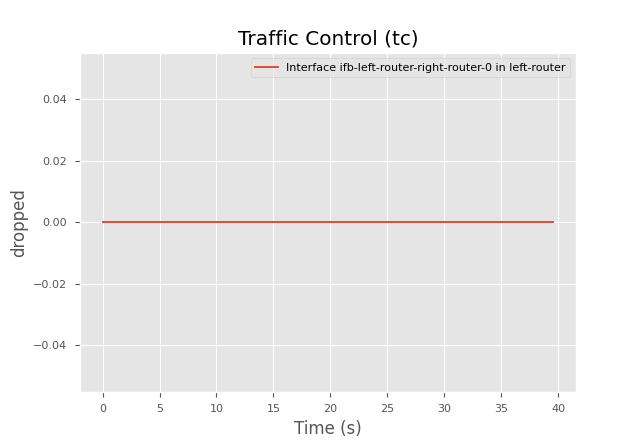 Traffic Control (tc)
Interface ifb-left-router-right-router-0 in left-router
0.04
0.02
0.00
−0.02
−0.04
dropped
0 5 10 15 20 25 30 35 40
Time (s)